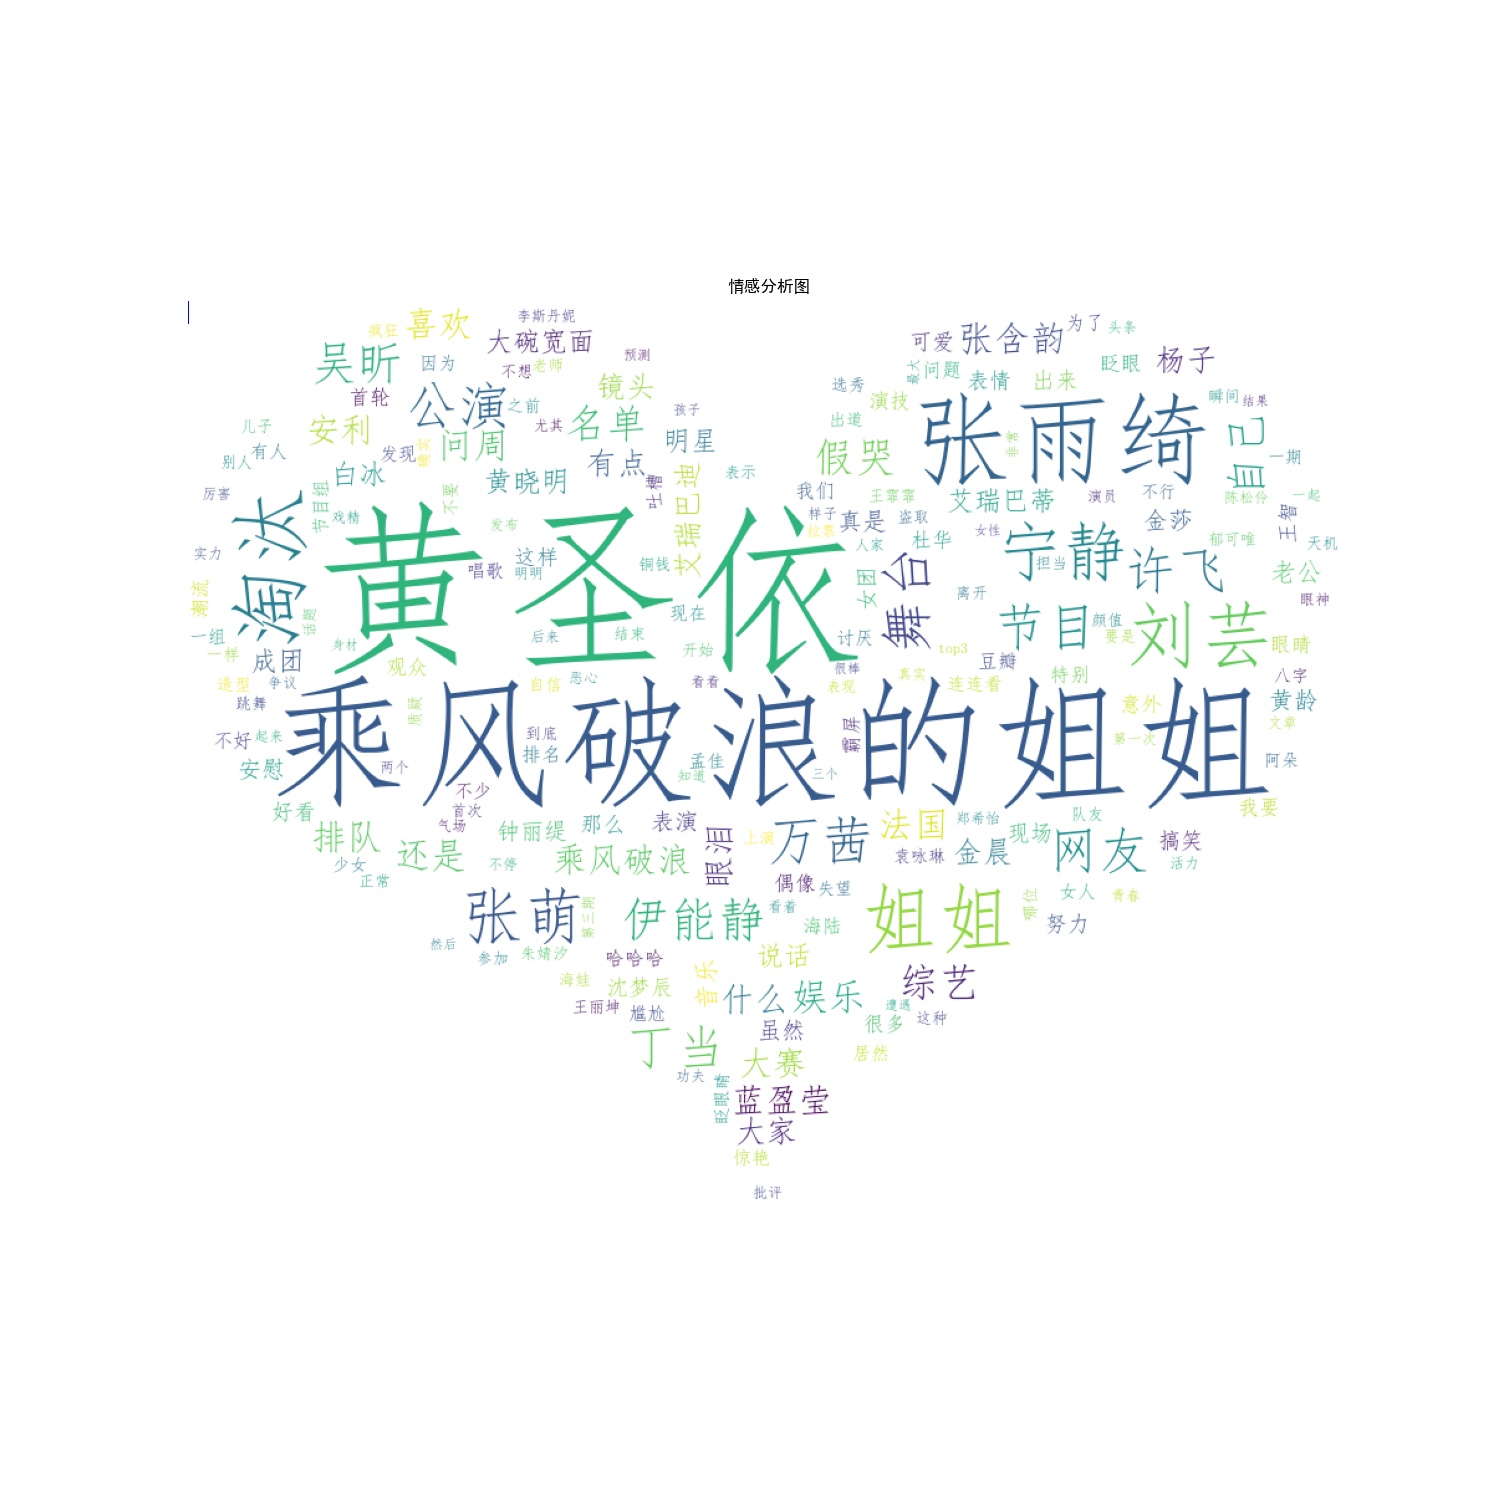 情感分析图
李斯丹妮
喜欢
疯狂
大碗宽面
为了
头条
可爱
张含韵
吴昕
因为
不想
老师
预测
问题
眨眼
杨子
首轮
公演
之前
镜头
选秀
最大
表情
出来
瞬间
结果
儿子
安利
尤其
名单
孩子
出道
演技
张雨绮
自己
有人
别人
发现
问周
明星
假哭
非常
一期
白冰
黄晓明
有点
吐槽
艾瑞巴迪
表示
我们
王霏霏
艾瑞巴蒂
演员
不行
陈松伶
一起
厉害
淘汰
节目组
戏精
不要
发布
样子
真是
盗取
金莎
王智
实力
黄圣依
这样
明明
铜钱
人家
杜华
女性
宁静
担当
许飞
郁可唯
天机
唱歌
女团
舞台
老公
潮流
话题
现在
离开
眼神
一组
身材
后来
结束
开始
讨厌
节目
颜值
要是
刘芸
眼睛
一样
成团
观众
top3
豆瓣
造型
争议
自信
恶心
看看
很棒
表现
真实
连连看
特别
八字
跳舞
质疑
意外
黄龄
文章
不好
起来
乘风破浪的姐姐
到底
排名
霸屏
第一次
安慰
两个
孟佳
知道
三个
阿朵
不少
首次
气场
好看
排队
钟丽缇
那么
表演
上演
万茜
法国
郑希怡
现场
队友
我要
少女
还是
不停
乘风破浪
眼泪
袁咏琳
金晨
网友
搞笑
活力
正常
偶像
失望
女人
青春
张萌
第三期
伊能静
看着
海陆
姐姐
努力
然后
参加
朱婧汐
哈哈哈
说话
海娃
沈梦辰
音乐
综艺
王丽坤
尴尬
什么
娱乐
遭遇
这种
丁当
虽然
很多
大赛
居然
功夫
眨眼睛
蓝盈莹
大家
惊艳
批评